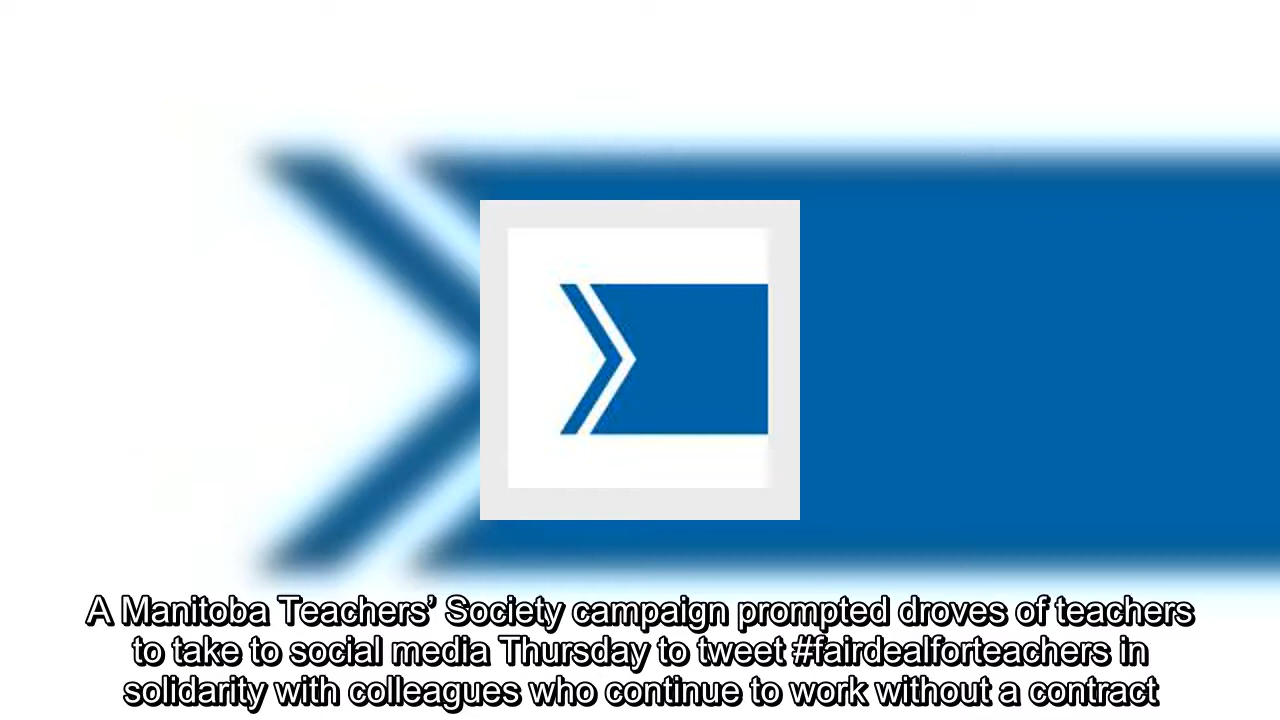 A Manitoba Teachers’ Society campaign prompted droves of teachers
to take to social media Thursday to tweet #fairdealforteachers in
solidarity with colleagues who continue to work without a contract